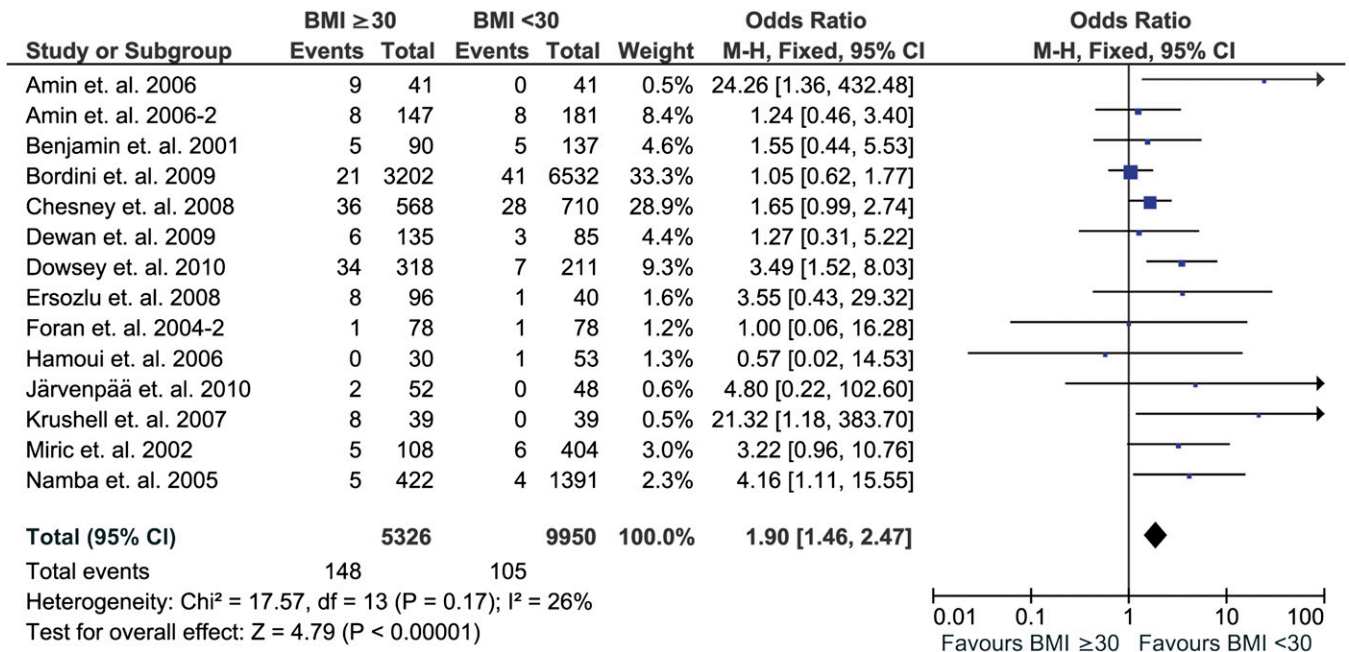 BMI ≥30 BMI <30 Odds Ratio Odds Ratio
Study or Subgroup Events Total Events Total Weight M-H, Fixed, 95% CI M-H, Fixed, 95% CI
Amin et. al. 2006 9 41 0 41 0.5% 24.26 [1.36, 432.48]
Amin et. al. 2006-2 8 147 8 181 8.4% 1.24 [0.46, 3.40]
Benjamin et. al. 2001 5 90 5 137 4.6% 1.55 [0.44, 5.53]
Bordini et. al. 2009 21 3202 41 6532 33.3% 1.05 [0.62, 1.77]
Chesney et. al. 2008 36 568 28 710 28.9% 1.65 [0.99, 2.74]
Dewan et. al. 2009 6 135 3 85 4.4% 1.27 [0.31, 5.22]
Dowsey et. al. 2010 34 318 7 211 9.3% 3.49 [1.52, 8.03]
Ersozlu et. al. 2008 8 96 1 40 1.6% 3.55 [0.43, 29.32]
Foran et. al. 2004-2 1 78 1 78 1.2% 1.00 [0.06, 16.28]
Hamoui et. al. 2006 0 30 1 53 1.3% 0.57 [0.02, 14.53]
Järvenpää et. al. 2010 2 52 0 48 0.6% 4.80 [0.22, 102.60]
Krushell et. al. 2007 8 39 0 39 0.5% 21.32 [1.18, 383.70]
Miric et. al. 2002 5 108 6 404 3.0% 3.22 [0.96, 10.76]
Namba et. al. 2005 5 422 4 1391 2.3% 4.16 [1.11, 15.55]
Total (95% CI) 5326 9950 100.0% 1.90 [1.46, 2.47]
Total events 148 105
Heterogeneity: Chi² = 17.57, df = 13 (P = 0.17); I² = 26%
Test for overall effect: Z = 4.79 (P < 0.00001)
0.01 0.1 1 10 100
Favours BMI ≥30 Favours BMI <30